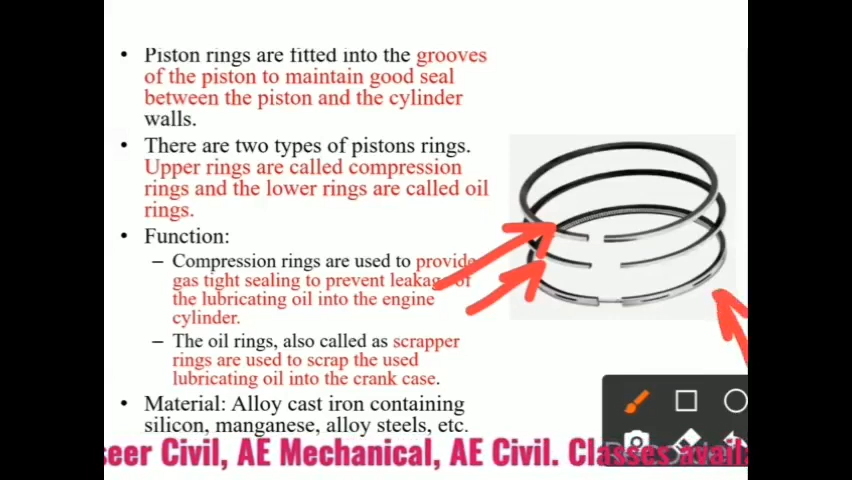 Piston rings are fitted into the grooves
of the piston to maintain good seal
between the piston and the cylinder
walls.
There are two types of pistons rings.
Upper rings are called compression
rings and the lower rings are called oil
rings.
Function:
– Compression rings are used to provide
gas tight sealing to prevent leakage of
the lubricating oil into the engine
cylinder.
– The oil rings, also called as scrapper
rings are used to scrap the used
lubricating oil into the crank case.
Material: Alloy cast iron containing
silicon, manganese, alloy steels, etc.
seer Civil, AE Mechanical, AE Civil. Classes availa